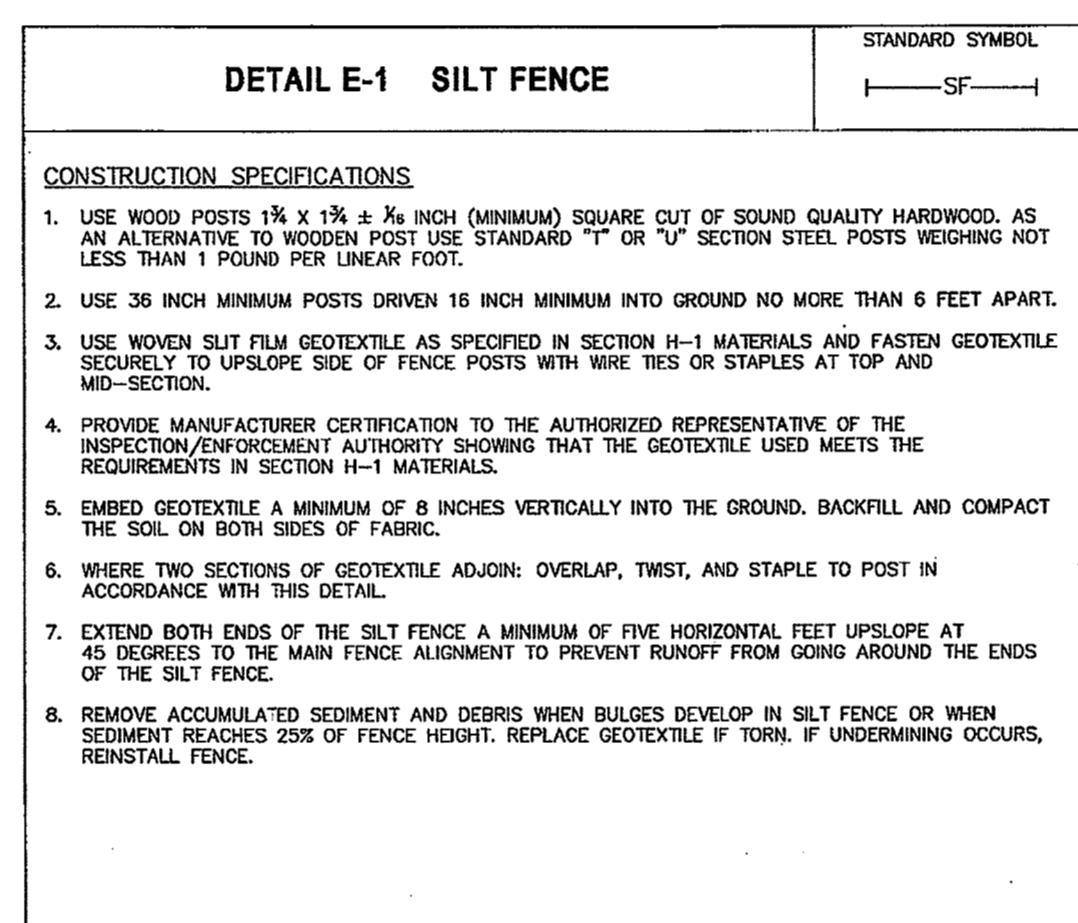 STANDARD SYMBOL
DETAIL E-1 SILT FENCE
SF
CONSTRUCTION SPECIFICATIONS
1. USE WOOD POSTS 1¾ X 1¾ ± 1/16 INCH (MINIMUM) SQUARE CUT OF SOUND QUALITY HARDWOOD. AS
AN ALTERNATIVE TO WOODEN POST USE STANDARD "T" OR "U" SECTION STEEL POSTS WEIGHING NOT
LESS THAN 1 POUND PER LINEAR FOOT.
2. USE 36 INCH MINIMUM POSTS DRIVEN 16 INCH MINIMUM INTO GROUND NO MORE THAN 6 FEET APART.
3. USE WOVEN SLIT FILM GEOTEXTILE AS SPECIFIED IN SECTION H-1 MATERIALS AND FASTEN GEOTEXTILE
SECURELY TO UPSLOPE SIDE OF FENCE POSTS WITH WIRE TIES OR STAPLES AT TOP AND
MID-SECTION.
4. PROVIDE MANUFACTURER CERTIFICATION TO THE AUTHORIZED REPRESENTATIVE OF THE
INSPECTION/ENFORCEMENT AUTHORITY SHOWING THAT THE GEOTEXTILE USED MEETS THE
REQUIREMENTS IN SECTION H-1 MATERIALS.
5. EMBED GEOTEXTILE A MINIMUM OF 8 INCHES VERTICALLY INTO THE GROUND. BACKFILL AND COMPACT
THE SOIL ON BOTH SIDES OF FABRIC.
6. WHERE TWO SECTIONS OF GEOTEXTILE ADJOIN: OVERLAP, TWIST, AND STAPLE TO POST IN
ACCORDANCE WITH THIS DETAIL.
7. EXTEND BOTH ENDS OF THE SILT FENCE A MINIMUM OF FIVE HORIZONTAL FEET UPSLOPE AT
45 DEGREES TO THE MAIN FENCE ALIGNMENT TO PREVENT RUNOFF FROM GOING AROUND THE ENDS
OF THE SILT FENCE.
8. REMOVE ACCUMULATED SEDIMENT AND DEBRIS WHEN BULGES DEVELOP IN SILT FENCE OR WHEN
SEDIMENT REACHES 25% OF FENCE HEIGHT. REPLACE GEOTEXTILE IF TORN. IF UNDERMINING OCCURS,
REINSTALL FENCE.